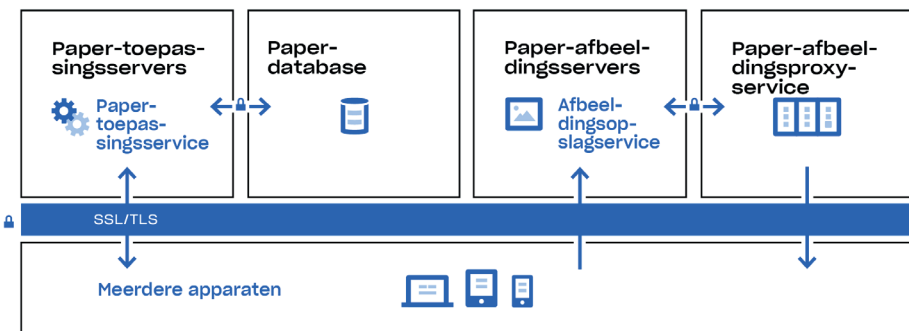 Paper-toepas-
singsservers
Paper-
toepas-
singsservice
Paper-
database
Paper-afbeel-
dingsservers
Afbeel-
dingsop-
slagservice
Paper-afbeel-
dingsproxy-
service
SSL/TLS
Meerdere apparaten